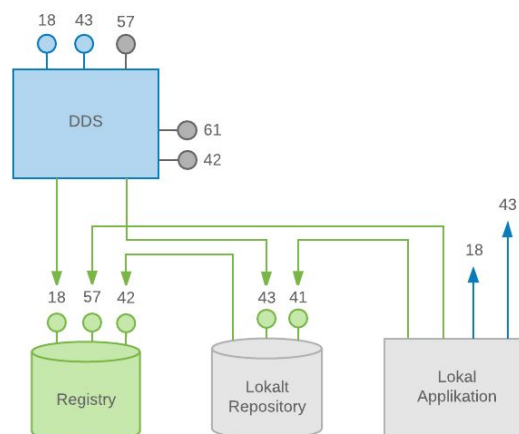 18 43 57
DDS
61
42
43
18
18 57 42
43 41
Registry
Lokalt
Repository
Lokal
Applikation